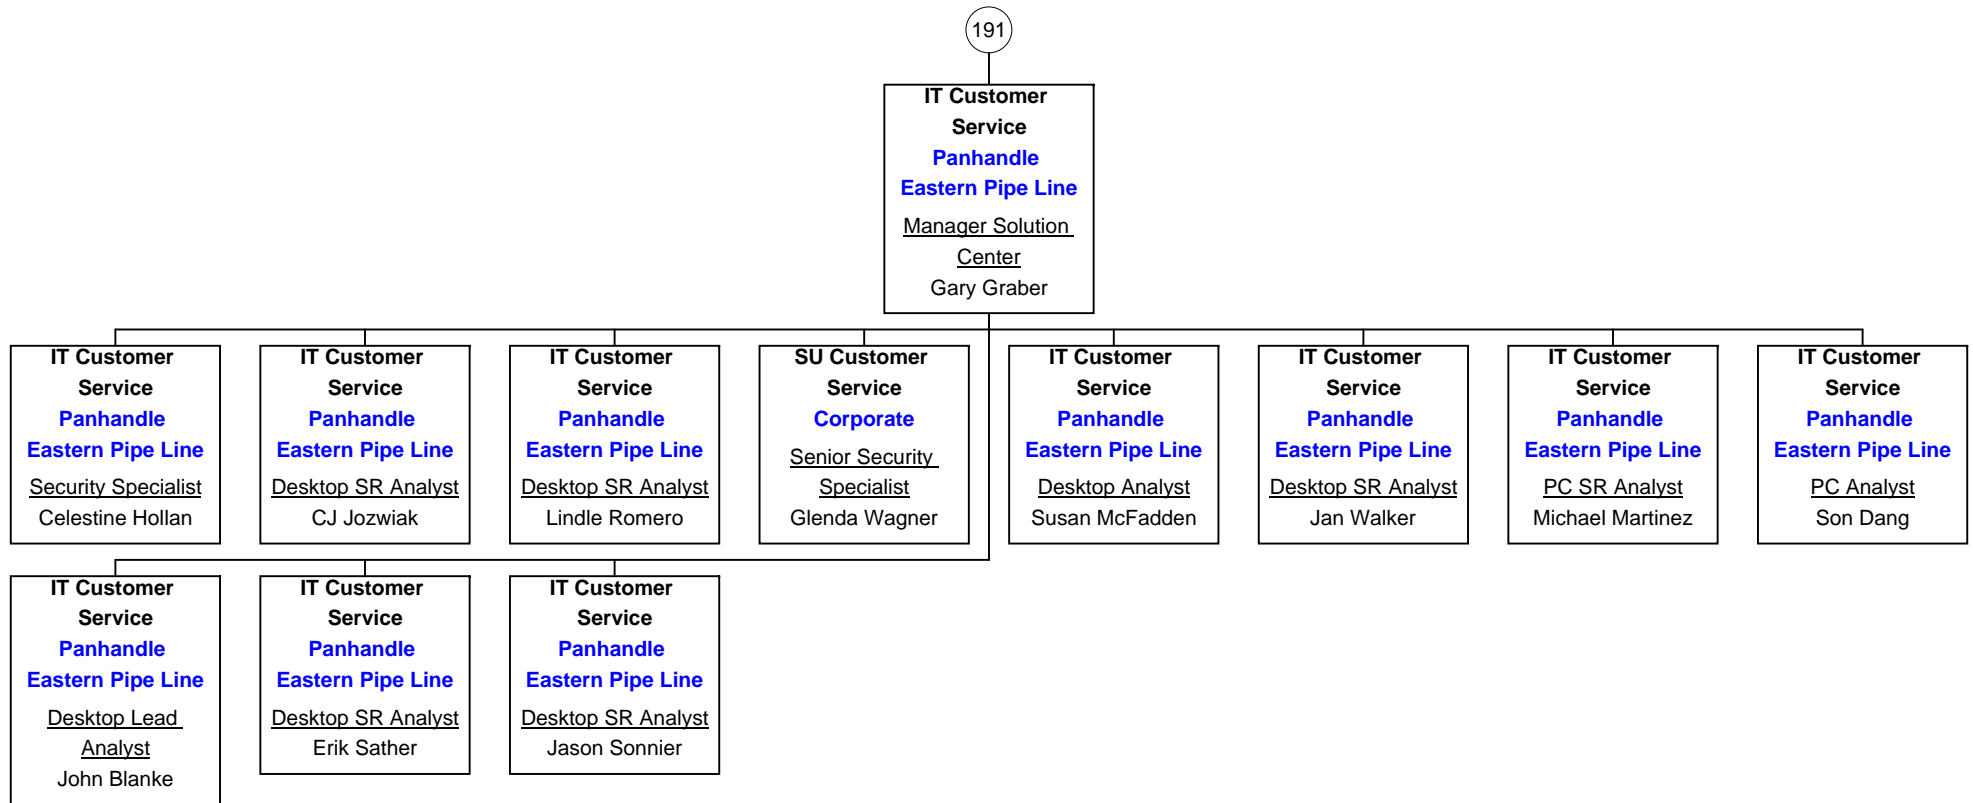 191
IT Customer
Service
Panhandle
Eastern Pipe Line
Manager Solution
Center
Gary Graber
IT Customer
Service
Panhandle
Eastern Pipe Line
Security Specialist
Celestine Hollan
IT Customer
Service
Panhandle
Eastern Pipe Line
Desktop SR Analyst
CJ Jozwiak
IT Customer
Service
Panhandle
Eastern Pipe Line
Desktop SR Analyst
Lindle Romero
SU Customer
Service
Corporate
Senior Security
Specialist
Glenda Wagner
IT Customer
Service
Panhandle
Eastern Pipe Line
Desktop Analyst
Susan McFadden
IT Customer
Service
Panhandle
Eastern Pipe Line
Desktop SR Analyst
Jan Walker
IT Customer
Service
Panhandle
Eastern Pipe Line
PC SR Analyst
Michael Martinez
IT Customer
Service
Panhandle
Eastern Pipe Line
PC Analyst
Son Dang
IT Customer
Service
Panhandle
Eastern Pipe Line
Desktop Lead
Analyst
John Blanke
IT Customer
Service
Panhandle
Eastern Pipe Line
Desktop SR Analyst
Erik Sather
IT Customer
Service
Panhandle
Eastern Pipe Line
Desktop SR Analyst
Jason Sonnier